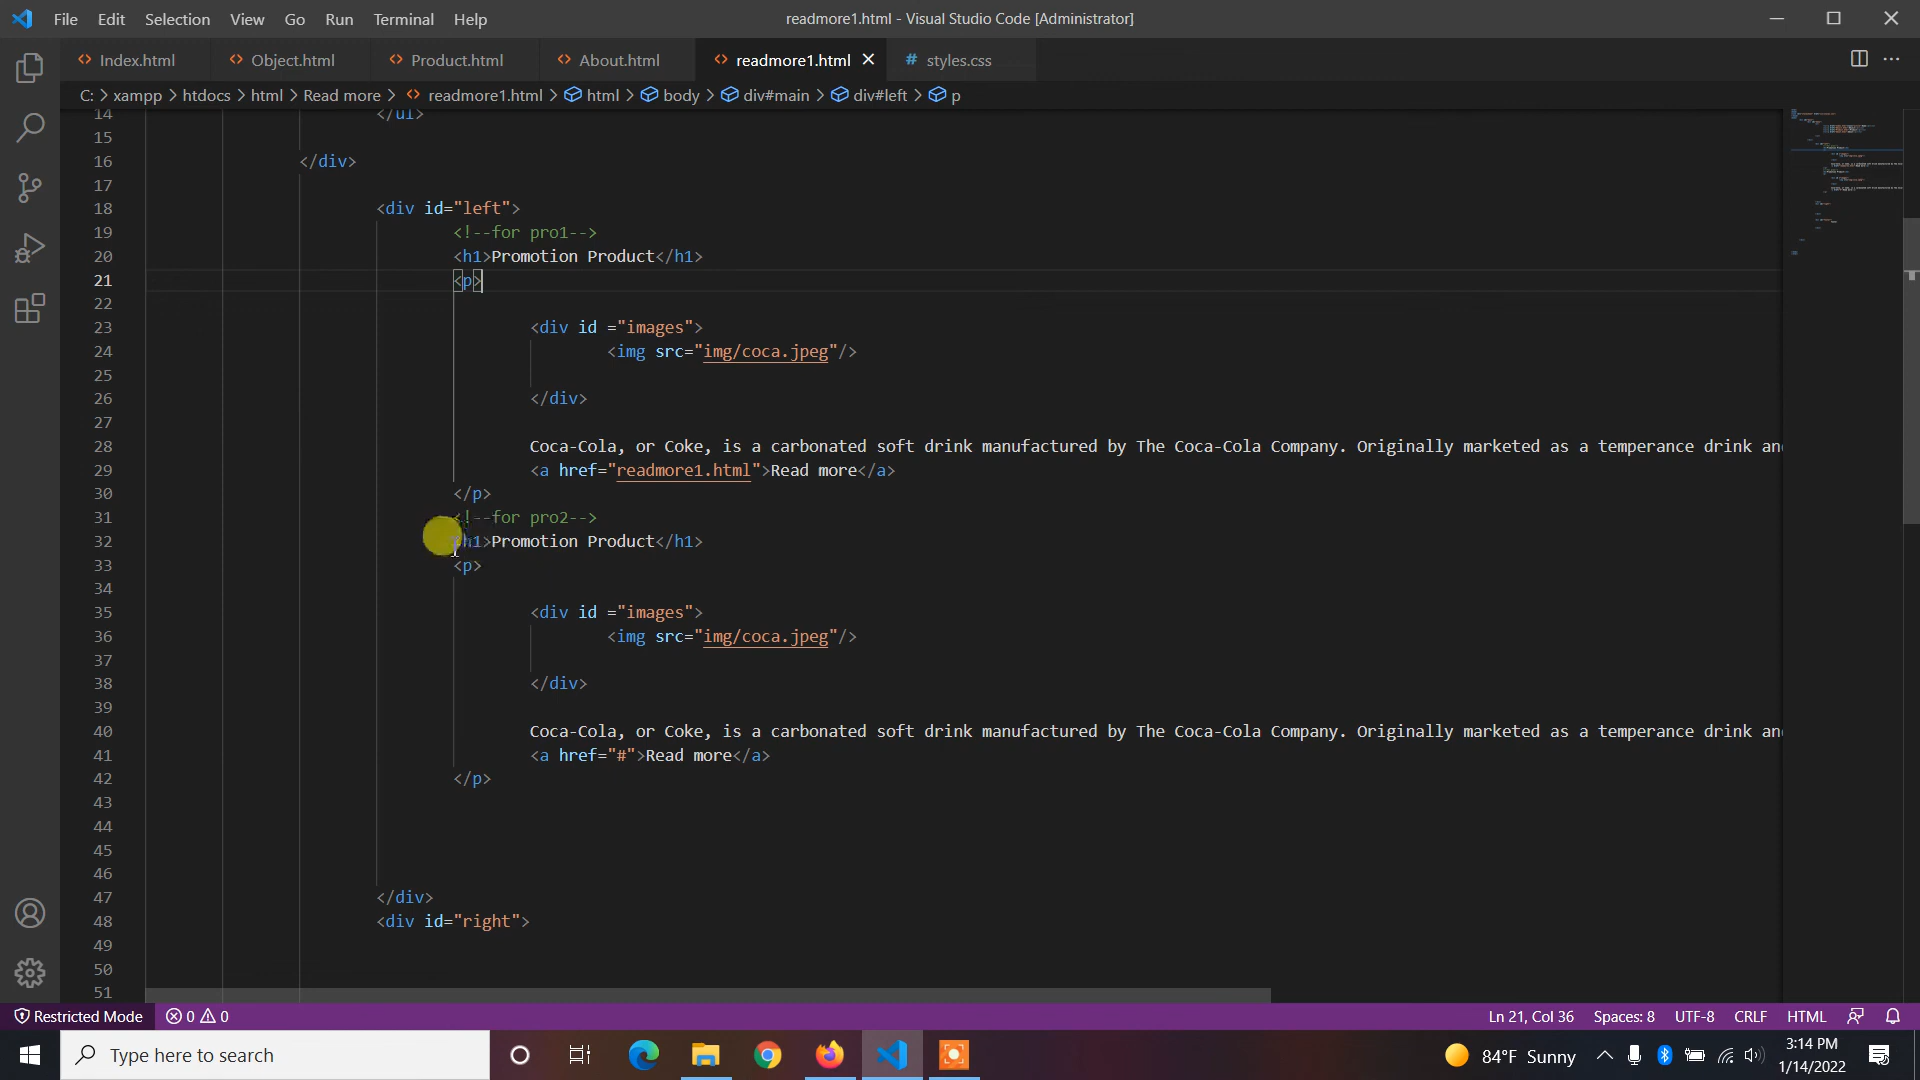 File Edit Selection View Go Run Terminal Help
readmore1.html - Visual Studio Code [Administrator]
Index.html Object.html Product.html About.html readmore1.html styles.css
C: > xampp > htdocs > html > Read more > readmore1.html > html > body > div#main > div#left > p
14 </ul>
15
16 </div>
17
18 <div id="left">
19 <!--for pro1-->
20 <h1>Promotion Product</h1>
21 <p>
22
23 <div id ="images">
24 <img src="img/coca.jpeg"/>
25
26 </div>
27
28 Coca-Cola, or Coke, is a carbonated soft drink manufactured by The Coca-Cola Company. Originally marketed as a temperance drink an
29 <a href="readmore1.html">Read more</a>
30 </p>
31 <!--for pro2-->
32 <h1>Promotion Product</h1>
33 <p>
34
35 <div id ="images">
36 <img src="img/coca.jpeg"/>
37
38 </div>
39
40 Coca-Cola, or Coke, is a carbonated soft drink manufactured by The Coca-Cola Company. Originally marketed as a temperance drink an
41 <a href="#">Read more</a>
42 </p>
43
44
45
46
47 </div>
48 <div id="right">
49
50
51
Restricted Mode 0 0 Ln 21, Col 36 Spaces: 8 UTF-8 CRLF HTML
Type here to search
84°F Sunny
3:14 PM
1/14/2022